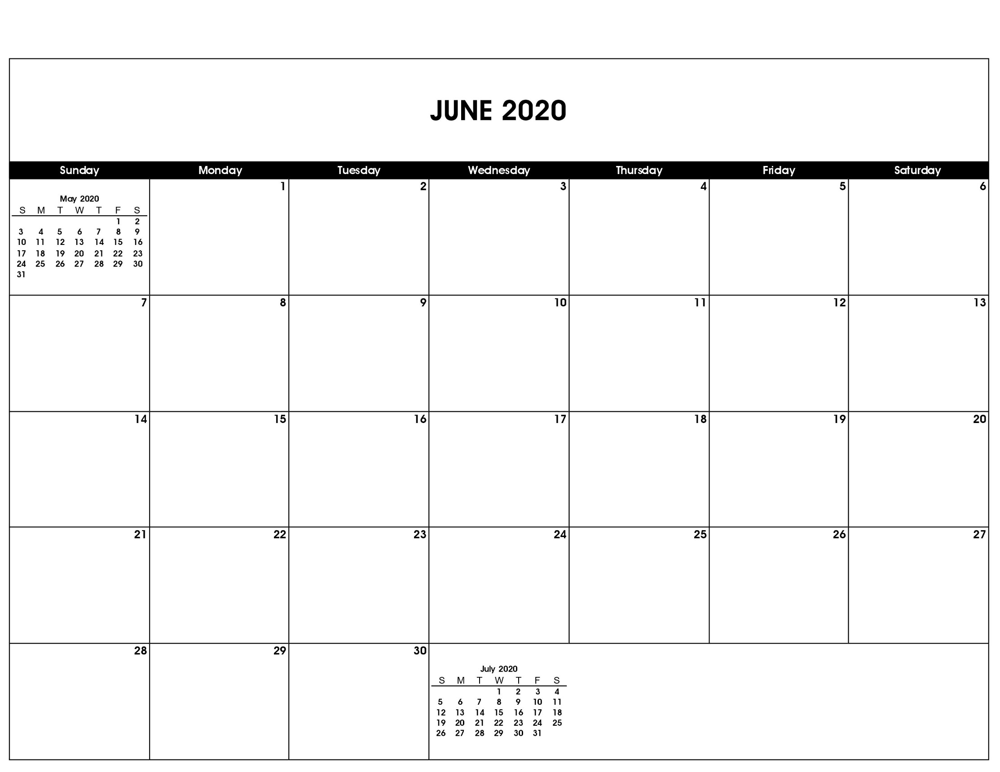 JUNE 2020
Sunday Monday Tuesday Wednesday Thursday Friday Saturday
1 2 3 4 5 6
May 2020
S M T W T F S
1 2
3 4 5 6 7 8 9
10 11 12 13 14 15 16
17 18 19 20 21 22 23
24 25 26 27 28 29 30
31
7 8 9 10 11 12 13
14 15 16 17 18 19 20
21 22 23 24 25 26 27
28 29 30
July 2020
S M T W T F S
1 2 3 4
5 6 7 8 9 10 11
12 13 14 15 16 17 18
19 20 21 22 23 24 25
26 27 28 29 30 31